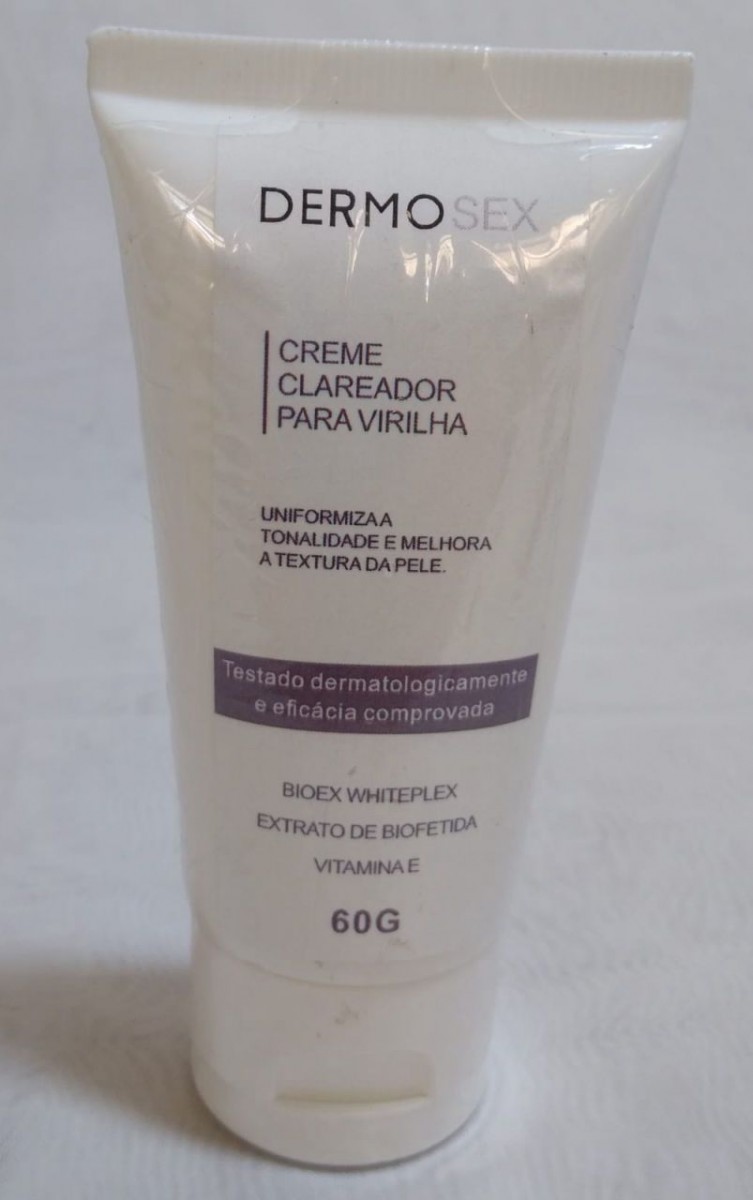 DERMOSEX
CREME
CLAREADOR
PARA VIRILHA
UNIFORMIZA A
TONALIDADE E MELHORA
A TEXTURA DA PELE.
Testado dermatologicamente
e eficácia comprovada
BIOEX WHITEPLEX
EXTRATO DE BIOFETIDA
VITAMINA E
60G